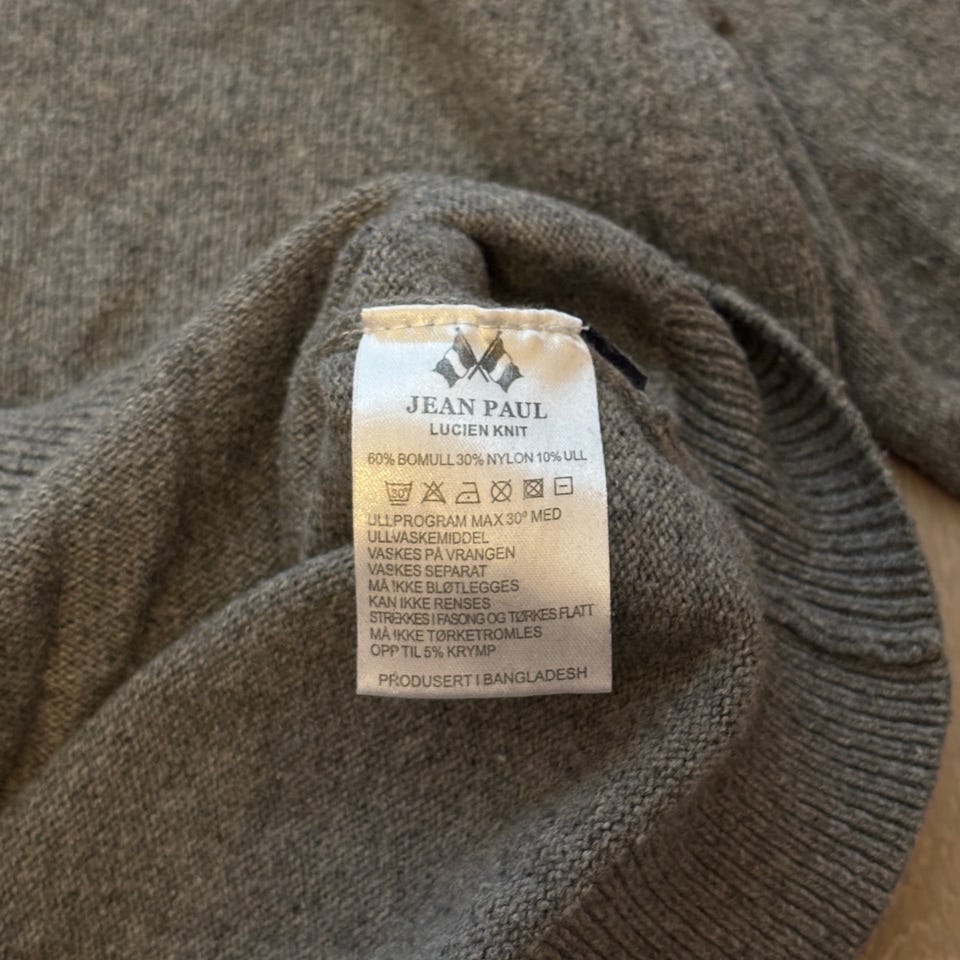 JEAN PAUL
LUCIEN KNIT
60% BOMULL 30% NYLON 10% ULL
30°
ULLPROGRAM MAX 30° MED
ULLVASKEMIDDEL
VASKES PÅ VRANGEN
VASKES SEPARAT
MÅ IKKE BLØTLEGGES
KAN IKKE RENSES
STREKKES I FASONG OG TØRKES FLATT
MÅ IKKE TØRKETROMLES
OPP TIL 5% KRYMP
PRODUSERT I BANGLADESH